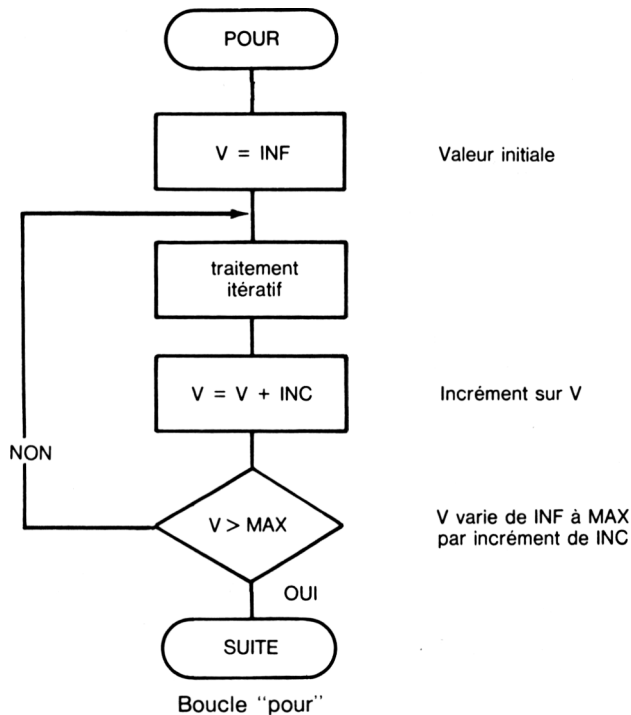 POUR
V = INF
Valeur initiale
traitement
itératif
V = V + INC
Incrément sur V
NON
V > MAX
V varie de INF à MAX
par incrément de INC
OUI
SUITE
Boucle "pour"